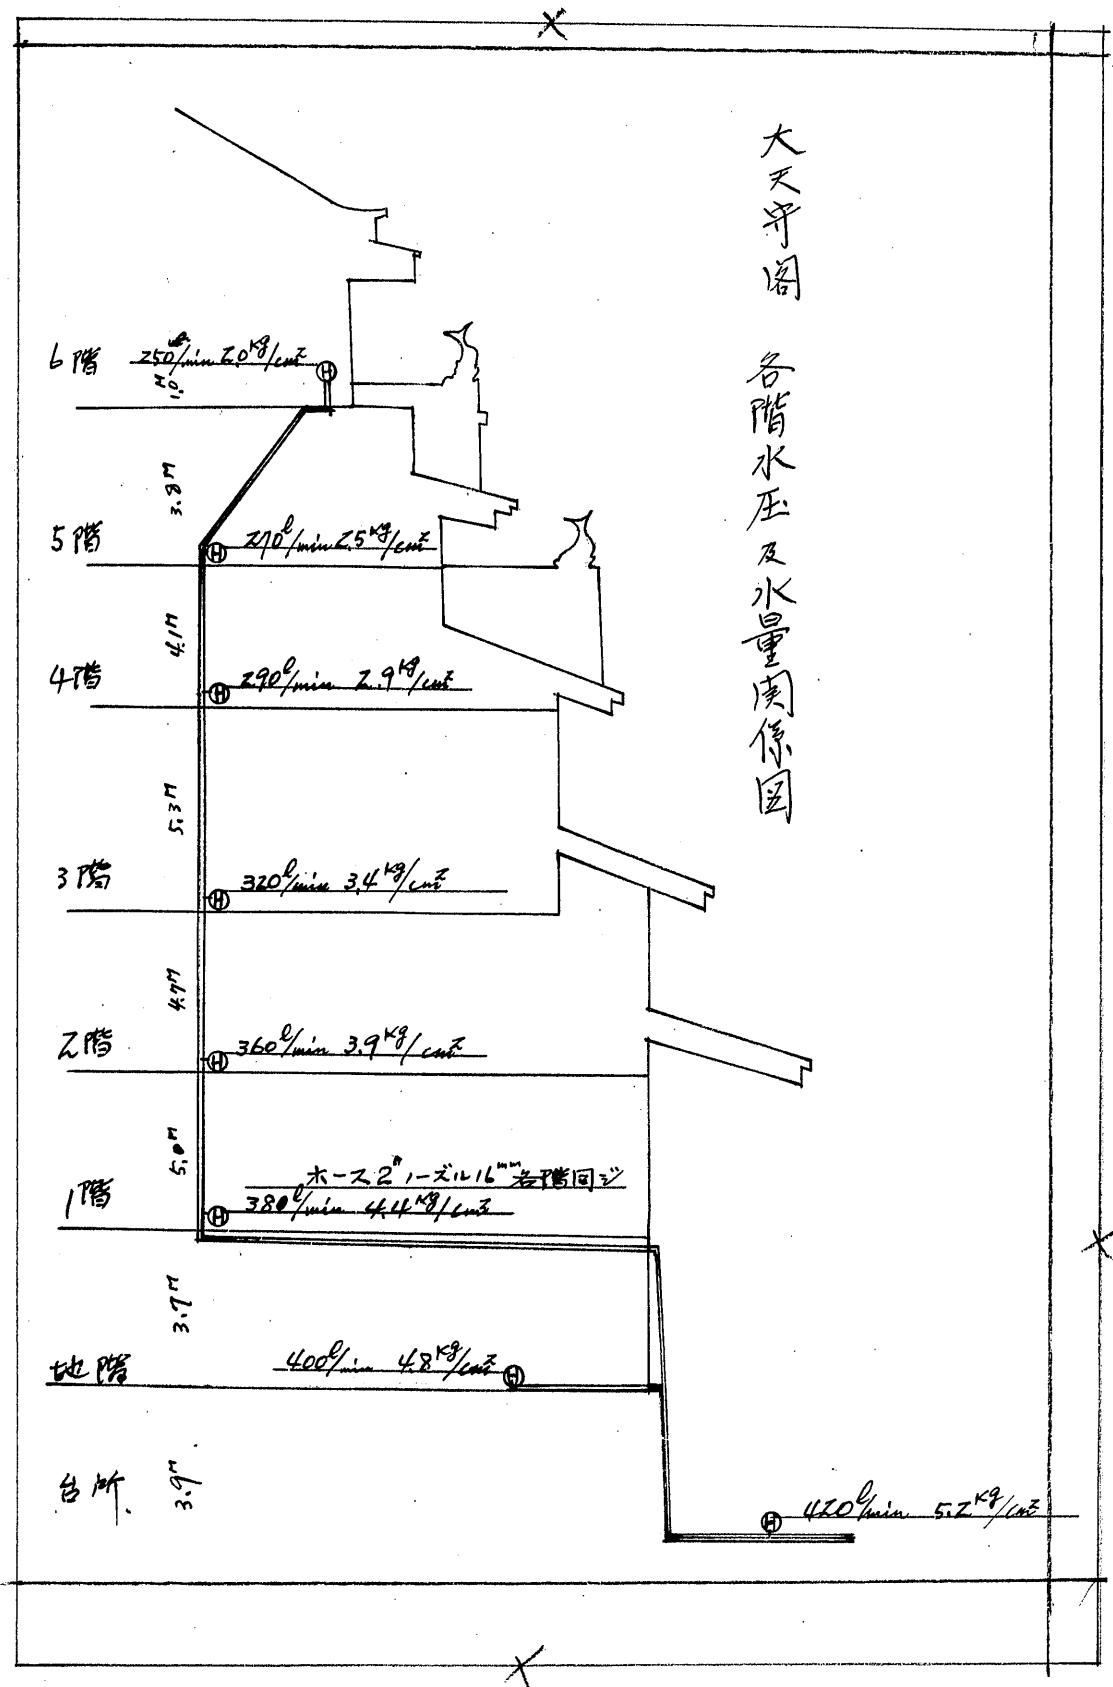 大天守閣 各階水圧及水量関係図
6階 250ℓ/min 2.0kg/cm²
1.0M
3.8M
5階 270ℓ/min 2.5kg/cm²
4.1M
4階 290ℓ/min 2.9kg/cm²
5.3M
3階 320ℓ/min 3.4kg/cm²
4.7M
2階 360ℓ/min 3.9kg/cm²
5.0M
ホース2" ノーズル16mm 各階同ジ
1階 380ℓ/min 4.4kg/cm²
3.7M
地階 400ℓ/min 4.8kg/cm²
台所 3.9M
420ℓ/min 5.2kg/cm²
H
H
H
H
H
H
H
H